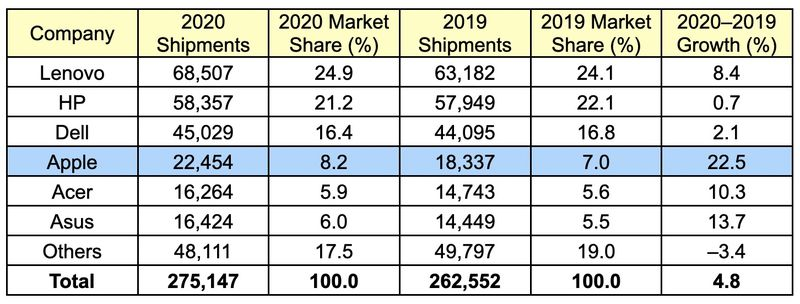 Company 2020 Shipments 2020 Market Share (%) 2019 Shipments 2019 Market Share (%) 2020–2019 Growth (%)
Lenovo 68,507 24.9 63,182 24.1 8.4
HP 58,357 21.2 57,949 22.1 0.7
Dell 45,029 16.4 44,095 16.8 2.1
Apple 22,454 8.2 18,337 7.0 22.5
Acer 16,264 5.9 14,743 5.6 10.3
Asus 16,424 6.0 14,449 5.5 13.7
Others 48,111 17.5 49,797 19.0 –3.4
Total 275,147 100.0 262,552 100.0 4.8